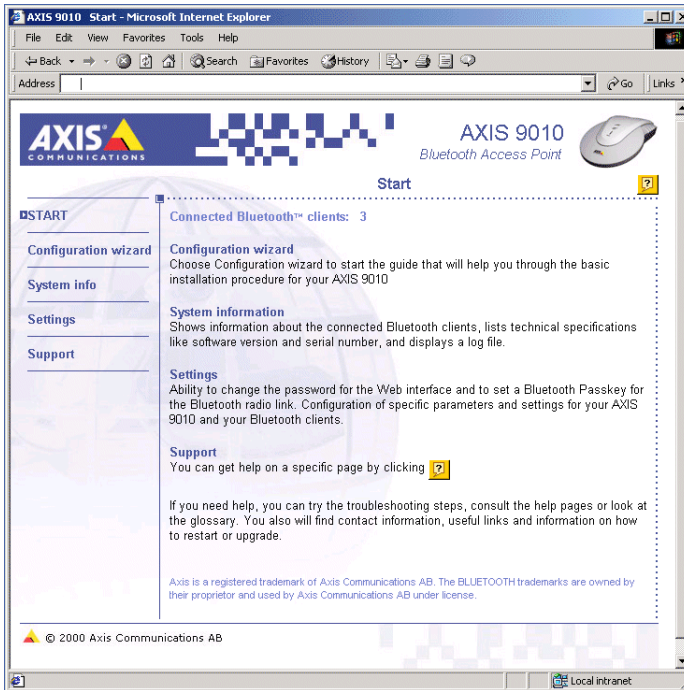 AXIS 9010 Start - Microsoft Internet Explorer
File Edit View Favorites Tools Help
Back Search Favorites History
Address Go Links
AXIS
COMMUNICATIONS
AXIS 9010
Bluetooth Access Point
Start
START
Connected Bluetooth™ clients: 3
Configuration wizard
System info
Settings
Support
Configuration wizard
Choose Configuration wizard to start the guide that will help you through the basic
installation procedure for your AXIS 9010
System information
Shows information about the connected Bluetooth clients, lists technical specifications
like software version and serial number, and displays a log file.
Settings
Ability to change the password for the Web interface and to set a Bluetooth Passkey for
the Bluetooth radio link. Configuration of specific parameters and settings for your AXIS
9010 and your Bluetooth clients.
Support
You can get help on a specific page by clicking ?
If you need help, you can try the troubleshooting steps, consult the help pages or look at
the glossary. You also will find contact information, useful links and information on how
to restart or upgrade.
Axis is a registered trademark of Axis Communications AB. The BLUETOOTH trademarks are owned by
their proprietor and used by Axis Communications AB under license.
© 2000 Axis Communications AB
Local intranet